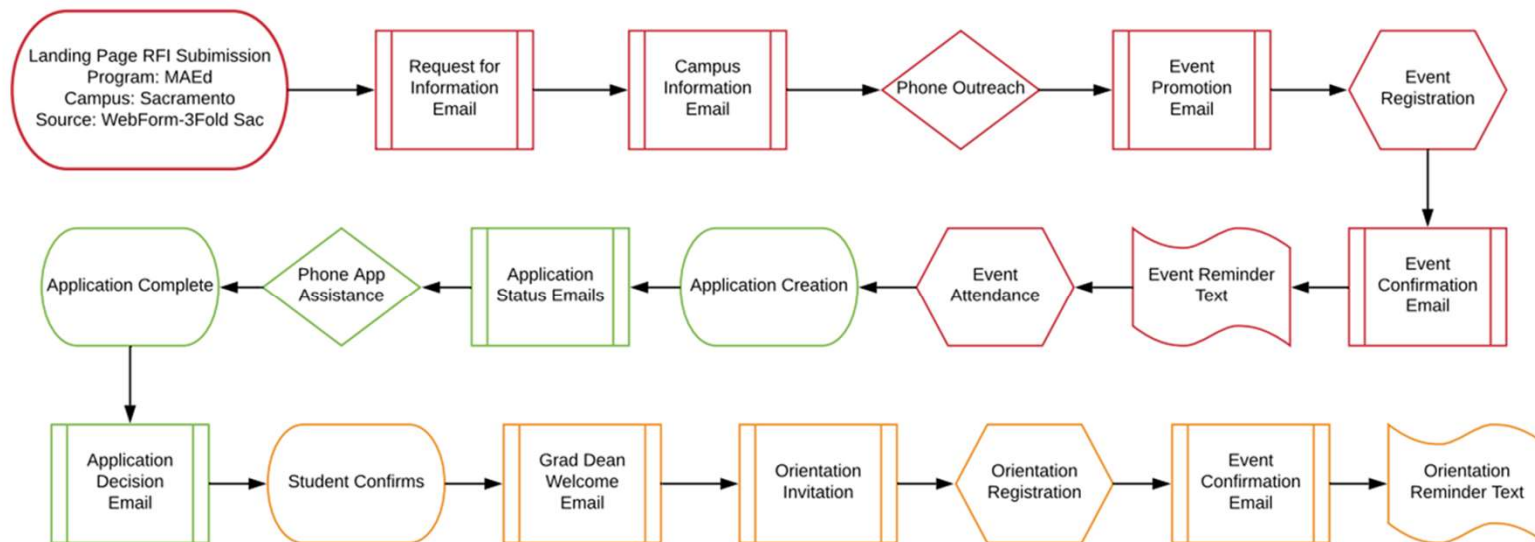 Landing Page RFI Subimission
Program: MAEd
Campus: Sacramento
Source: WebForm-3Fold Sac
Request for
Information
Email
Campus
Information
Email
Phone Outreach
Event
Promotion
Email
Event
Registration
Event
Confirmation
Email
Event Reminder
Text
Event
Attendance
Application Creation
Application
Status Emails
Phone App
Assistance
Application Complete
Application
Decision
Email
Student Confirms
Grad Dean
Welcome
Email
Orientation
Invitation
Orientation
Registration
Event
Confirmation
Email
Orientation
Reminder Text